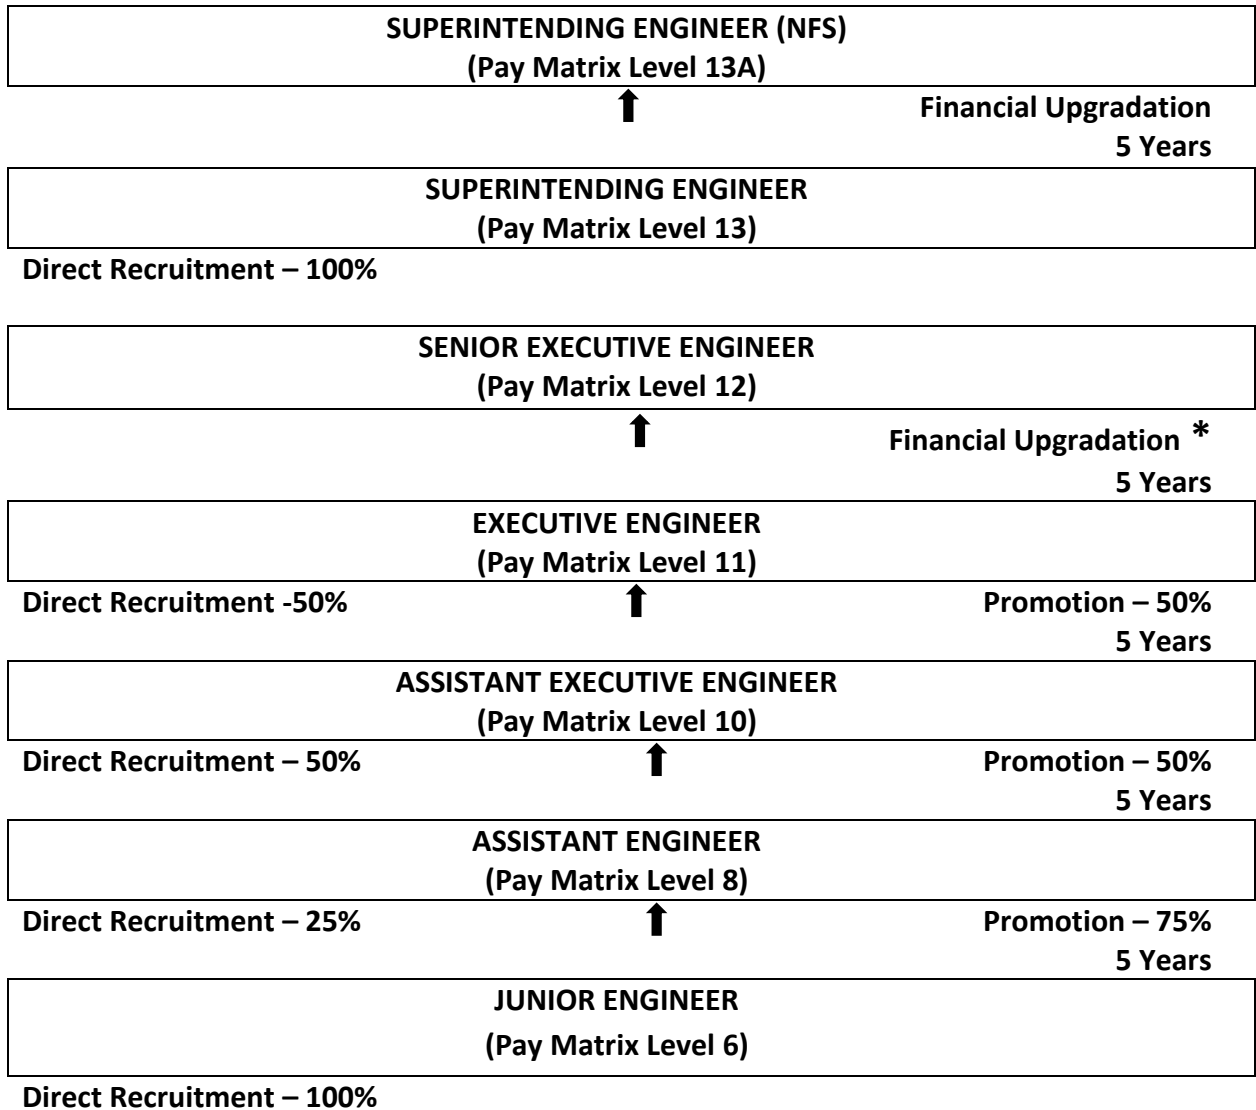 SUPERINTENDING ENGINEER (NFS)
(Pay Matrix Level 13A)
Financial Upgradation
5 Years
SUPERINTENDING ENGINEER
(Pay Matrix Level 13)
Direct Recruitment – 100%
SENIOR EXECUTIVE ENGINEER
(Pay Matrix Level 12)
Financial Upgradation *
5 Years
EXECUTIVE ENGINEER
(Pay Matrix Level 11)
Direct Recruitment -50% Promotion – 50%
5 Years
ASSISTANT EXECUTIVE ENGINEER
(Pay Matrix Level 10)
Direct Recruitment – 50% Promotion – 50%
5 Years
ASSISTANT ENGINEER
(Pay Matrix Level 8)
Direct Recruitment – 25% Promotion – 75%
5 Years
JUNIOR ENGINEER
(Pay Matrix Level 6)
Direct Recruitment – 100%